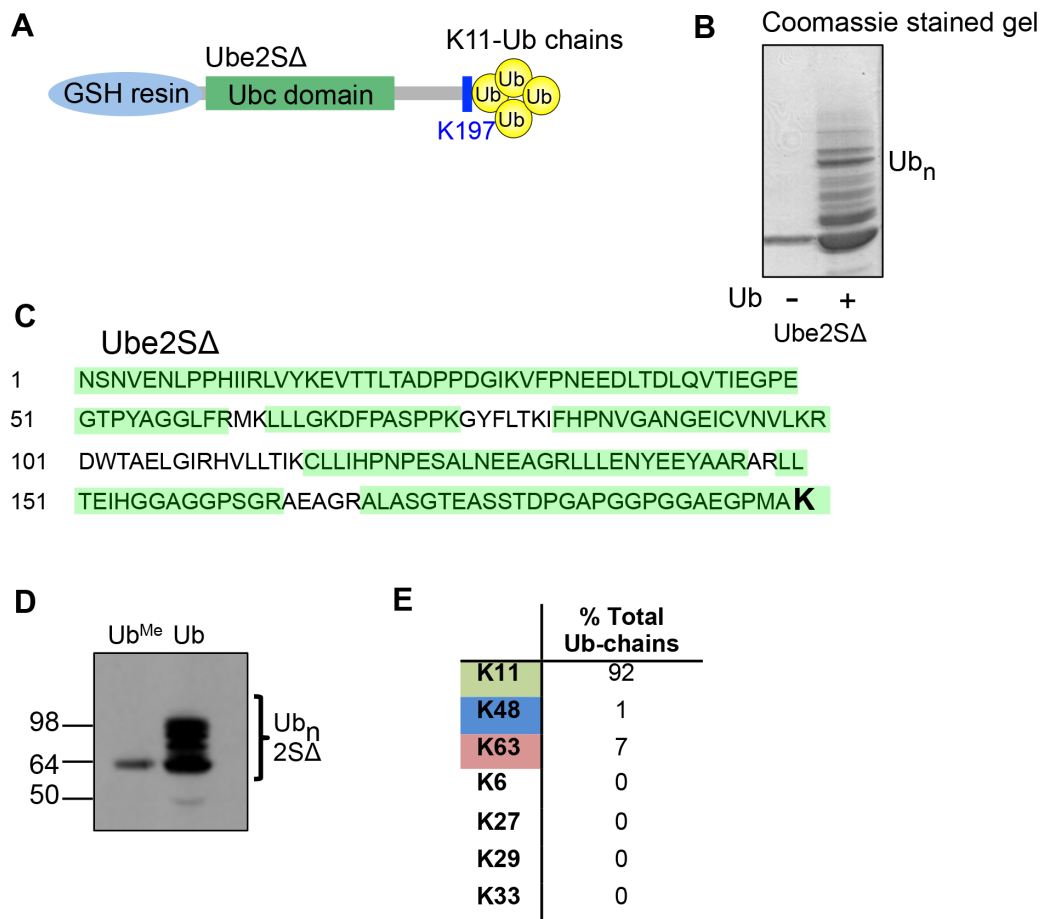 A
Ube2SΔ
K11-Ub chains
GSH resin
Ubc domain
Ub
Ub
Ub
Ub
K197
B
Coomassie stained gel
Ubn
Ub - +
Ube2SΔ
C
Ube2SΔ
1 NSNVENLPPHIIRLVYKEVTTLTADPPDGIKVFPNEEDLTDLQVTIEGPE
51 GTPYAGGLFRMKLLLGKDFPASPPKGYFLTKIFHPNVGANGEICVNVLKR
101 DWTAELGIRHVLLTIKCLLIHPNPESALNEEAGRLLLENYEEYAARARLL
151 TEIHGGAGGPSGRAEAGRALASGTEASSTDPGAPGGPGGAEGPMAK
D
UbMe Ub
98
64
50
Ubn
2SΔ
E
% Total
Ub-chains
K11 92
K48 1
K63 7
K6 0
K27 0
K29 0
K33 0